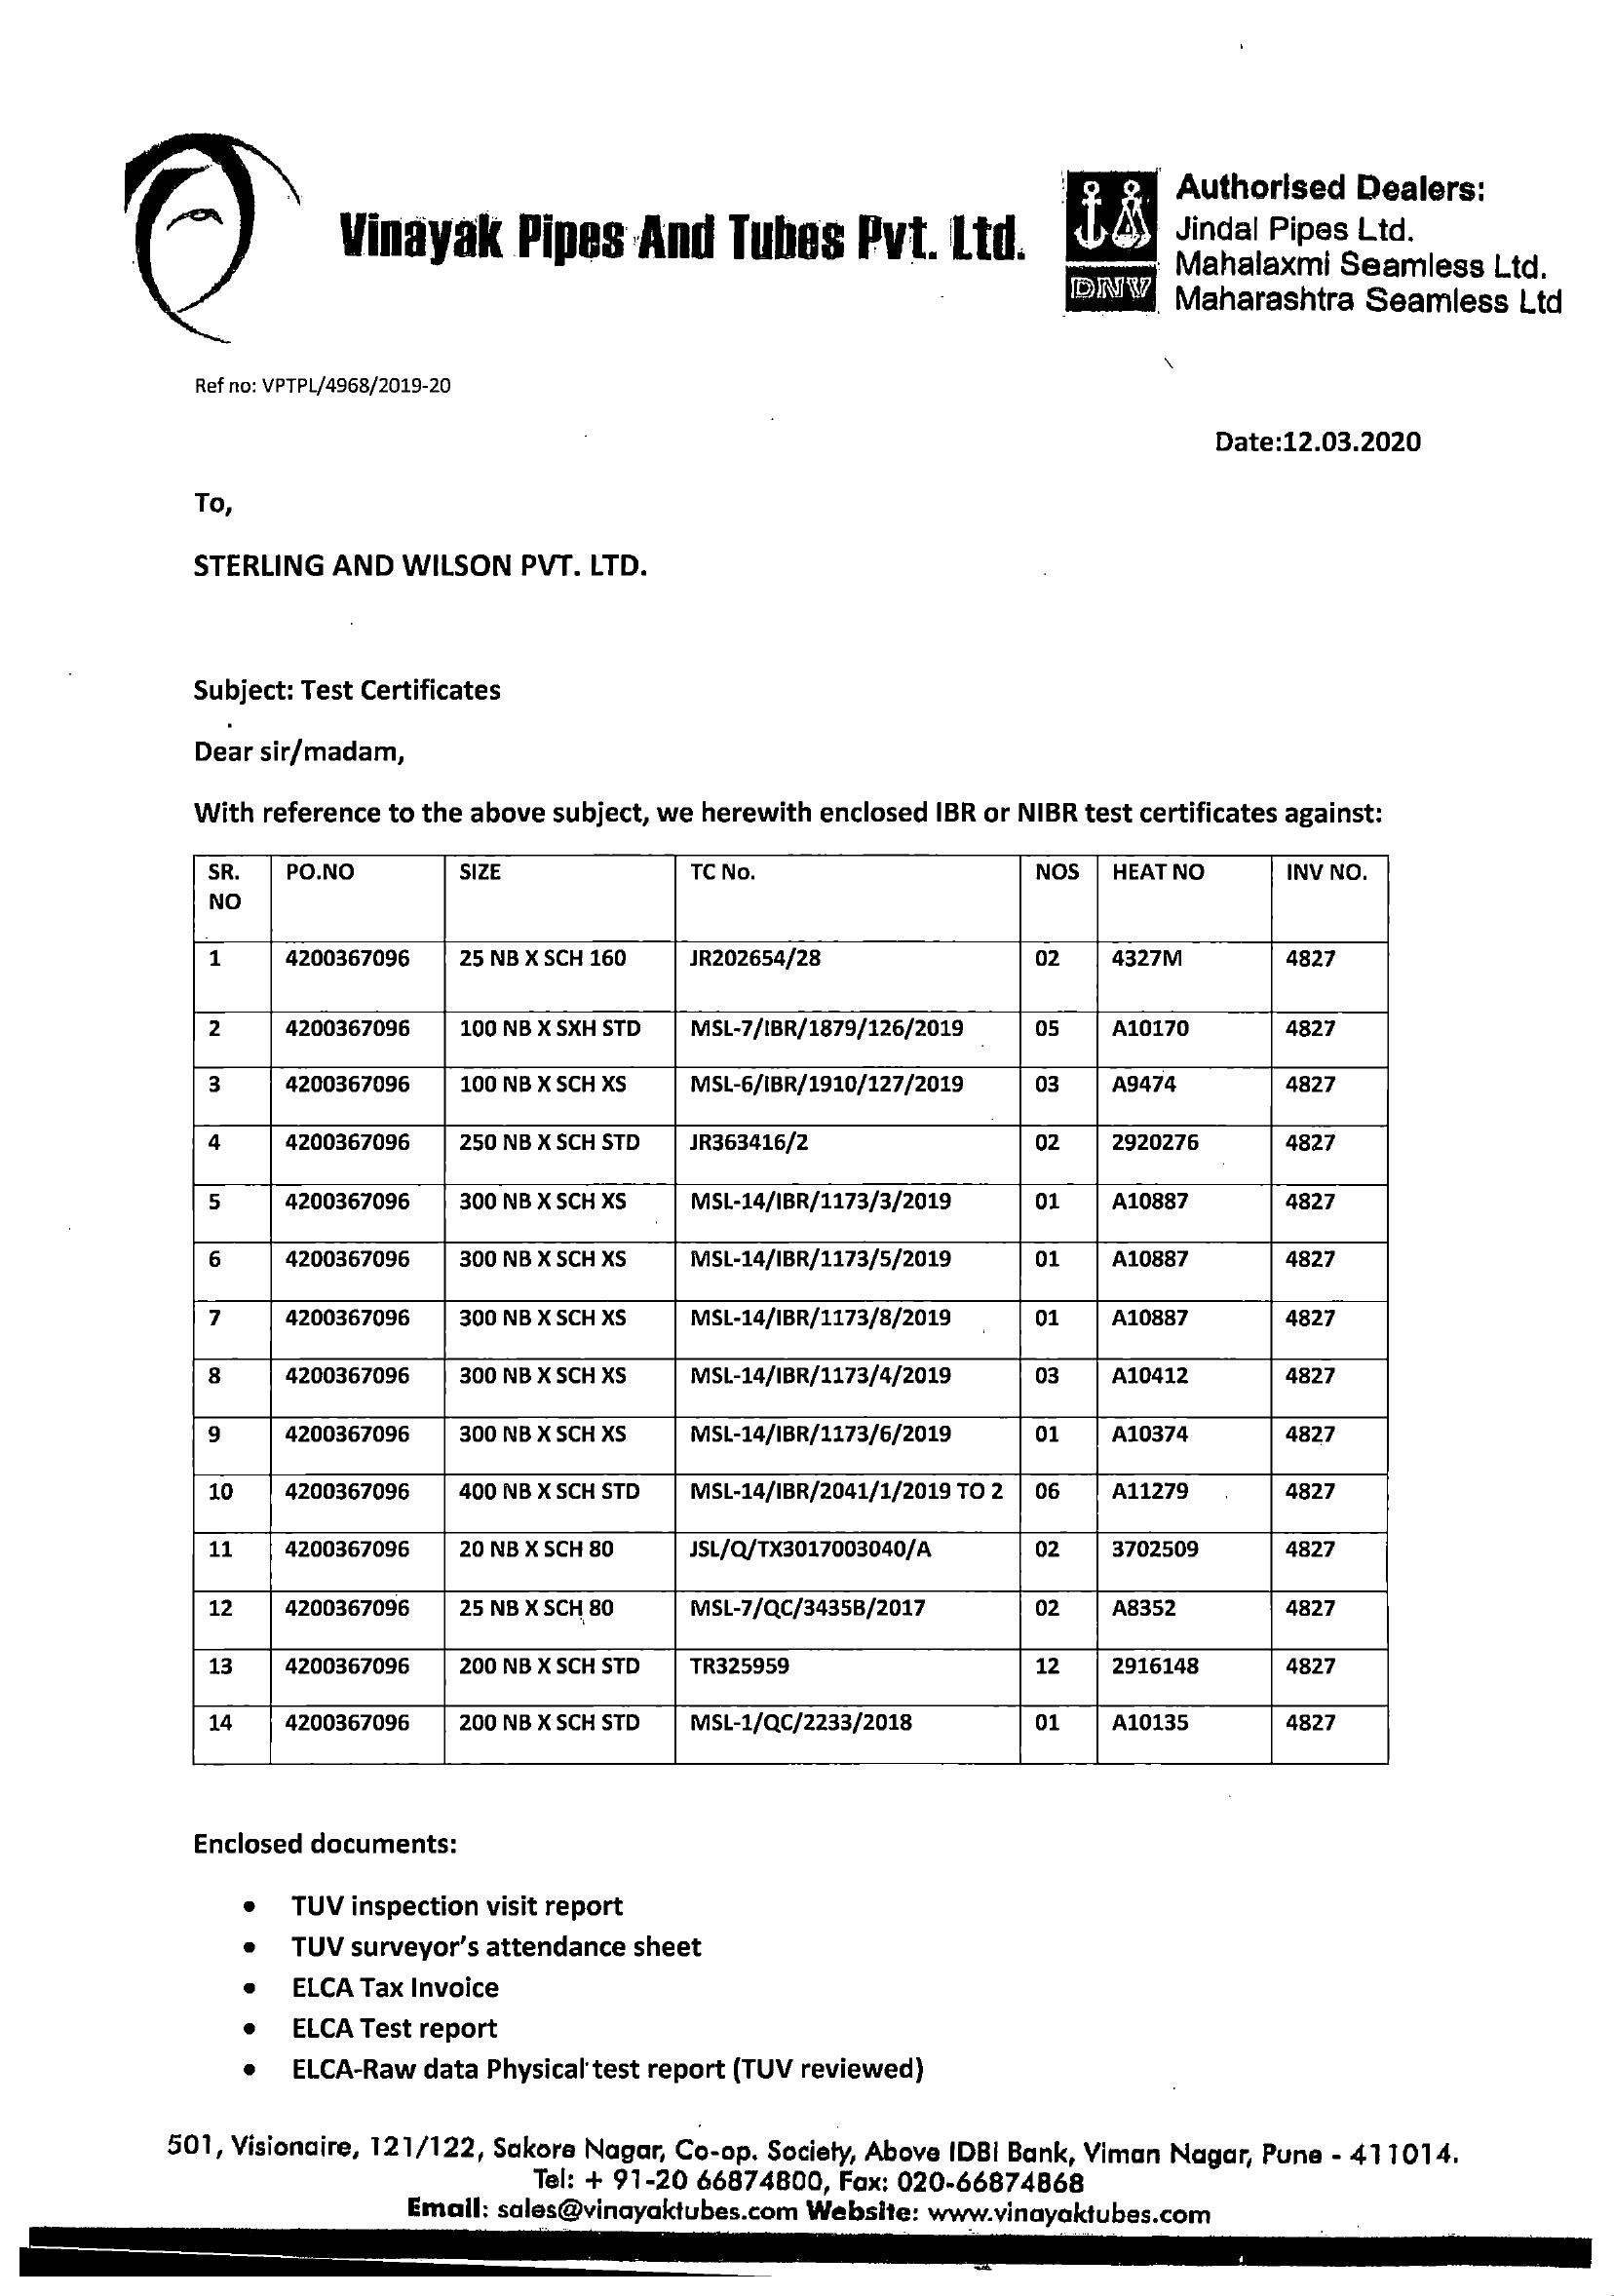 Vinayak Pipes And Tubes Pvt. Ltd.
DNV
Authorised Dealers:
Jindal Pipes Ltd.
Mahalaxmi Seamless Ltd.
Maharashtra Seamless Ltd
Ref no: VPTPL/4968/2019-20
Date:12.03.2020
To,
STERLING AND WILSON PVT. LTD.
Subject: Test Certificates
Dear sir/madam,
With reference to the above subject, we herewith enclosed IBR or NIBR test certificates against:
SR. NO PO.NO SIZE TC No. NOS HEAT NO INV NO.
1 4200367096 25 NB X SCH 160 JR202654/28 02 4327M 4827
2 4200367096 100 NB X SXH STD MSL-7/IBR/1879/126/2019 05 A10170 4827
3 4200367096 100 NB X SCH XS MSL-6/IBR/1910/127/2019 03 A9474 4827
4 4200367096 250 NB X SCH STD JR363416/2 02 2920276 4827
5 4200367096 300 NB X SCH XS MSL-14/IBR/1173/3/2019 01 A10887 4827
6 4200367096 300 NB X SCH XS MSL-14/IBR/1173/5/2019 01 A10887 4827
7 4200367096 300 NB X SCH XS MSL-14/IBR/1173/8/2019 01 A10887 4827
8 4200367096 300 NB X SCH XS MSL-14/IBR/1173/4/2019 03 A10412 4827
9 4200367096 300 NB X SCH XS MSL-14/IBR/1173/6/2019 01 A10374 4827
10 4200367096 400 NB X SCH STD MSL-14/IBR/2041/1/2019 TO 2 06 A11279 4827
11 4200367096 20 NB X SCH 80 JSL/Q/TX3017003040/A 02 3702509 4827
12 4200367096 25 NB X SCH 80 MSL-7/QC/3435B/2017 02 A8352 4827
13 4200367096 200 NB X SCH STD TR325959 12 2916148 4827
14 4200367096 200 NB X SCH STD MSL-1/QC/2233/2018 01 A10135 4827
Enclosed documents:
• TUV inspection visit report
• TUV surveyor's attendance sheet
• ELCA Tax Invoice
• ELCA Test report
• ELCA-Raw data Physical test report (TUV reviewed)
501, Visionaire, 121/122, Sakore Nagar, Co-op. Society, Above IDBI Bank, Viman Nagar, Pune - 411014.
Tel: + 91-20 66874800, Fax: 020-66874868
Email: sales@vinayaktubes.com Website: www.vinayaktubes.com